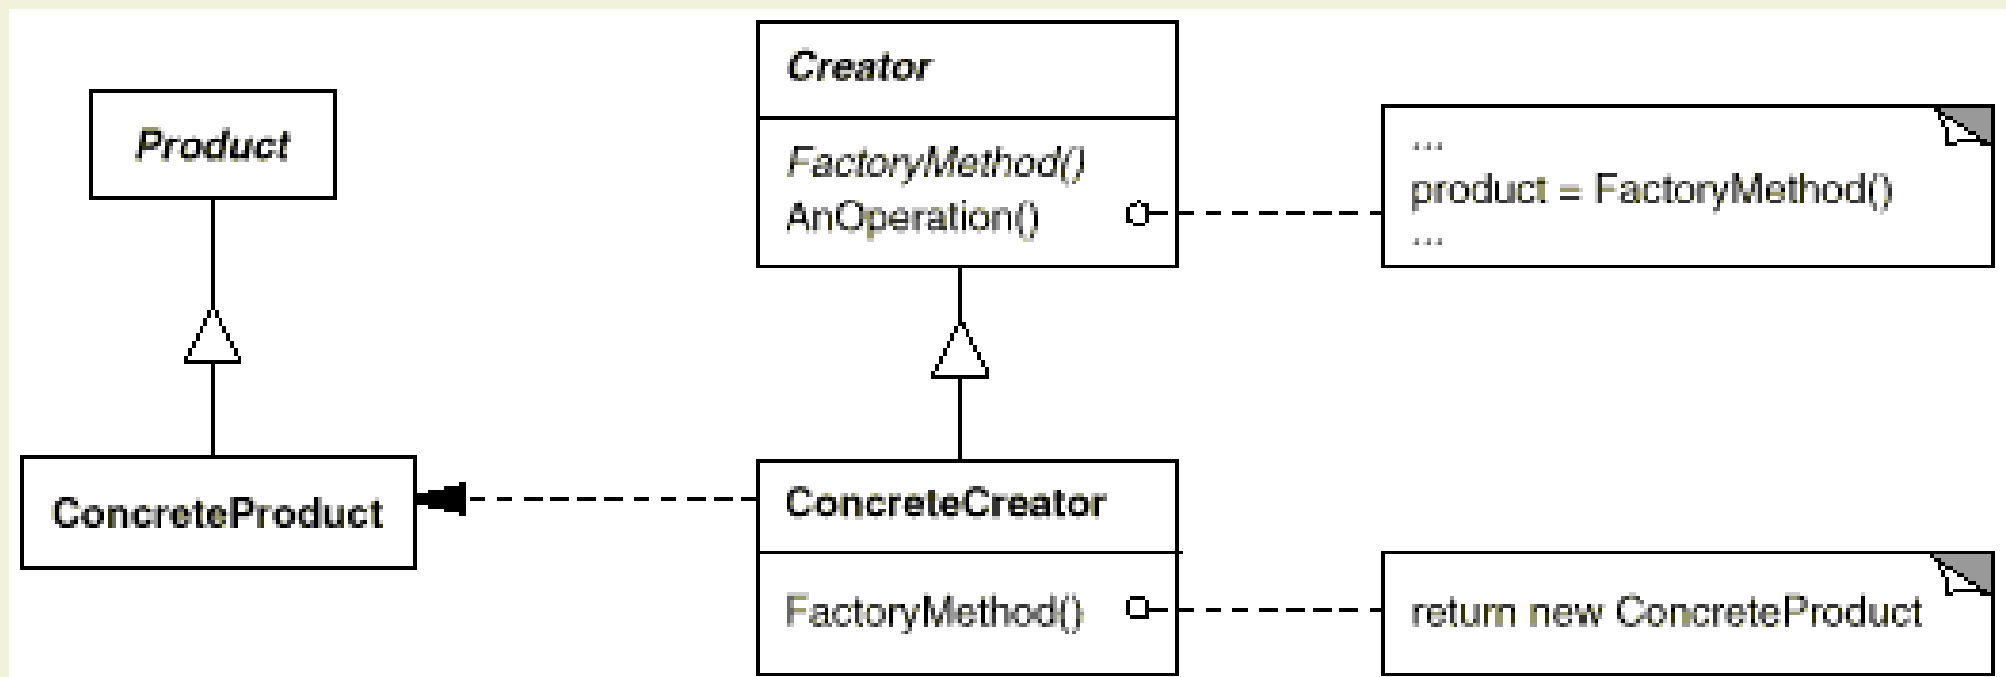 Product
ConcreteProduct
Creator
FactoryMethod()
AnOperation()
...
product = FactoryMethod()
...
ConcreteCreator
FactoryMethod()
return new ConcreteProduct